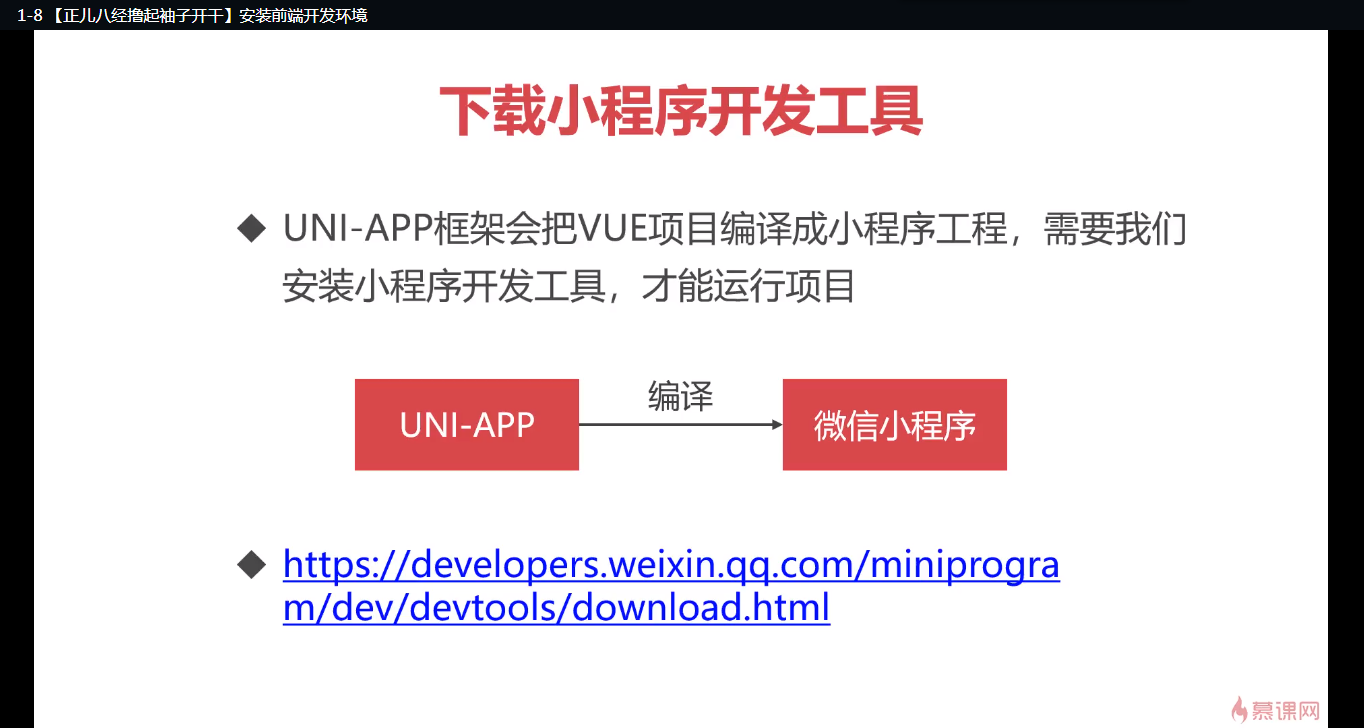 1-8 【正儿八经撸起袖子开干】安装前端开发环境
下载小程序开发工具
◆ UNI-APP框架会把VUE项目编译成小程序工程，需要我们
安装小程序开发工具，才能运行项目
编译
UNI-APP
微信小程序
◆ https://developers.weixin.qq.com/miniprogra
m/dev/devtools/download.html
慕课网